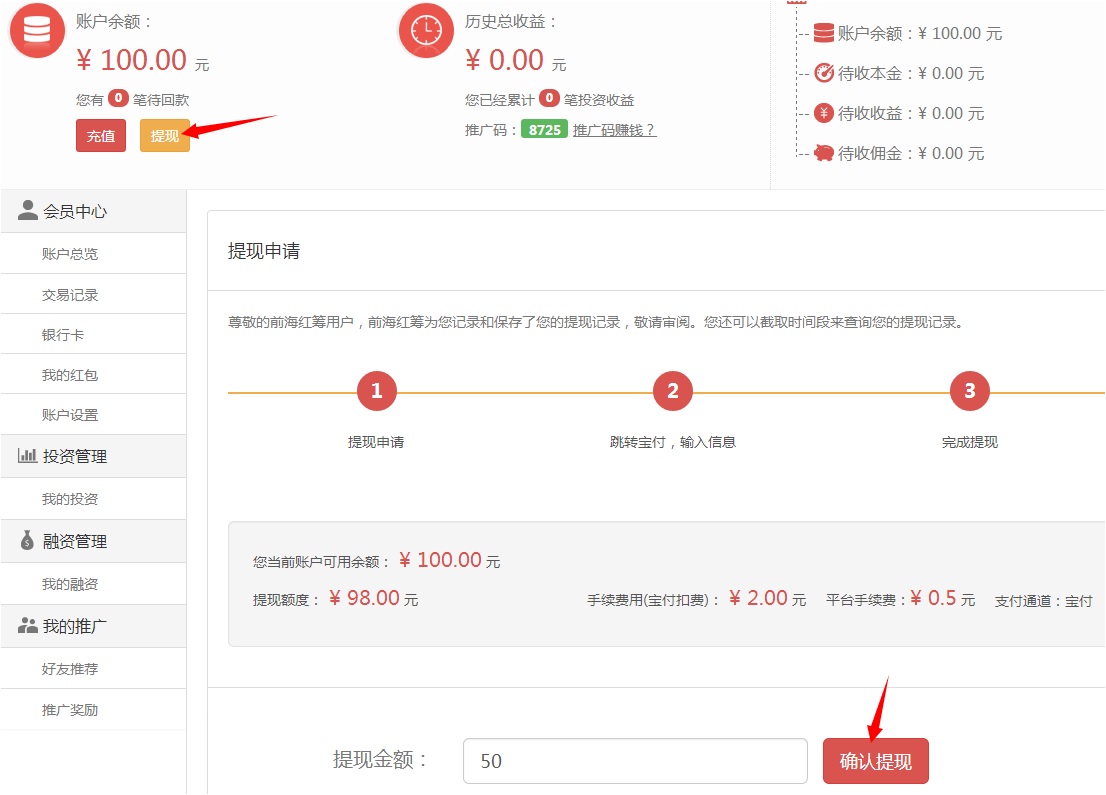 账户余额：
¥ 100.00 元
您有 0 笔待回款
充值 提现
历史总收益：
¥ 0.00 元
您已经累计 0 笔投资收益
推广码： 8725 推广码赚钱？
账户余额：¥ 100.00 元
待收本金：¥ 0.00 元
待收收益：¥ 0.00 元
待收佣金：¥ 0.00 元
会员中心
账户总览
交易记录
银行卡
我的红包
账户设置
投资管理
我的投资
融资管理
我的融资
我的推广
好友推荐
推广奖励
提现申请
尊敬的前海红筹用户，前海红筹为您记录和保存了您的提现记录，敬请审阅。您还可以截取时间段来查询您的提现记录。
1 2 3
提现申请 跳转宝付，输入信息 完成提现
您当前账户可用余额： ¥ 100.00 元
提现额度： ¥ 98.00 元 手续费用(宝付扣费)： ¥ 2.00 元 平台手续费：¥ 0.5 元 支付通道：宝付
提现金额： 50 确认提现